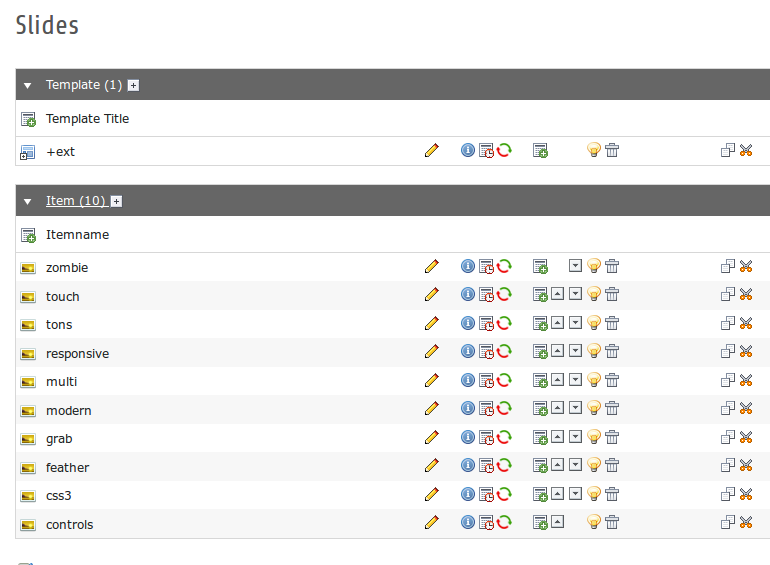 Slides
Template (1)
Template Title
+ext
Item (10)
Itemname
zombie
touch
tons
responsive
multi
modern
grab
feather
css3
controls